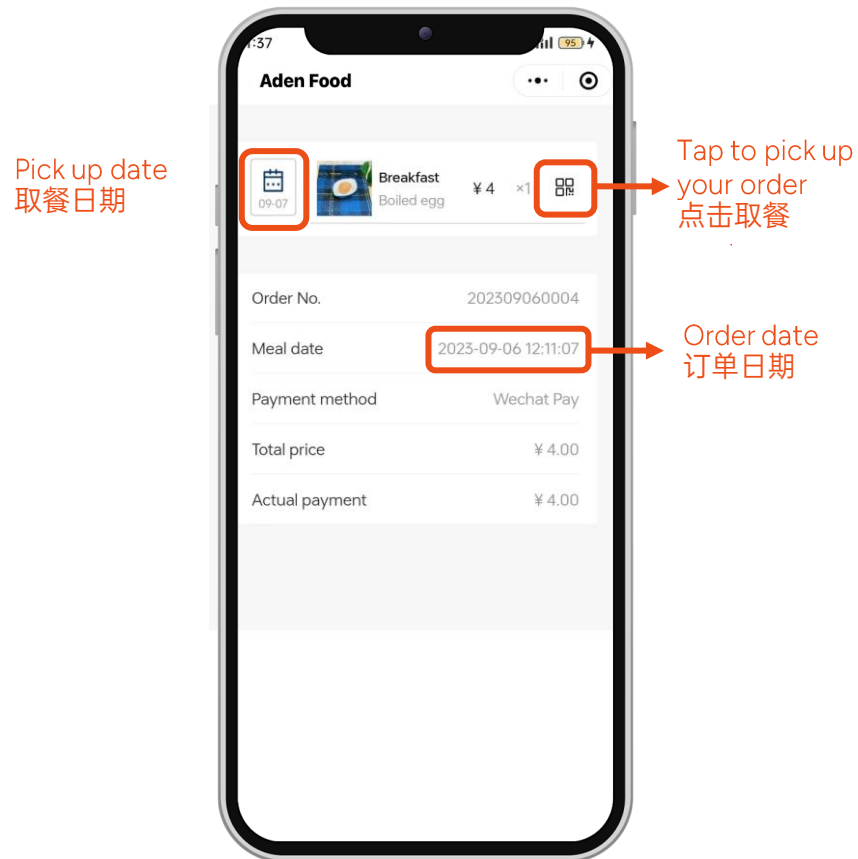 :37
95
Aden Food
Pick up date
取餐日期
09-07
Breakfast
Boiled egg
¥ 4
×1
Tap to pick up
your order
点击取餐
Order No.
202309060004
Meal date
2023-09-06 12:11:07
Order date
订单日期
Payment method
Wechat Pay
Total price
¥ 4.00
Actual payment
¥ 4.00